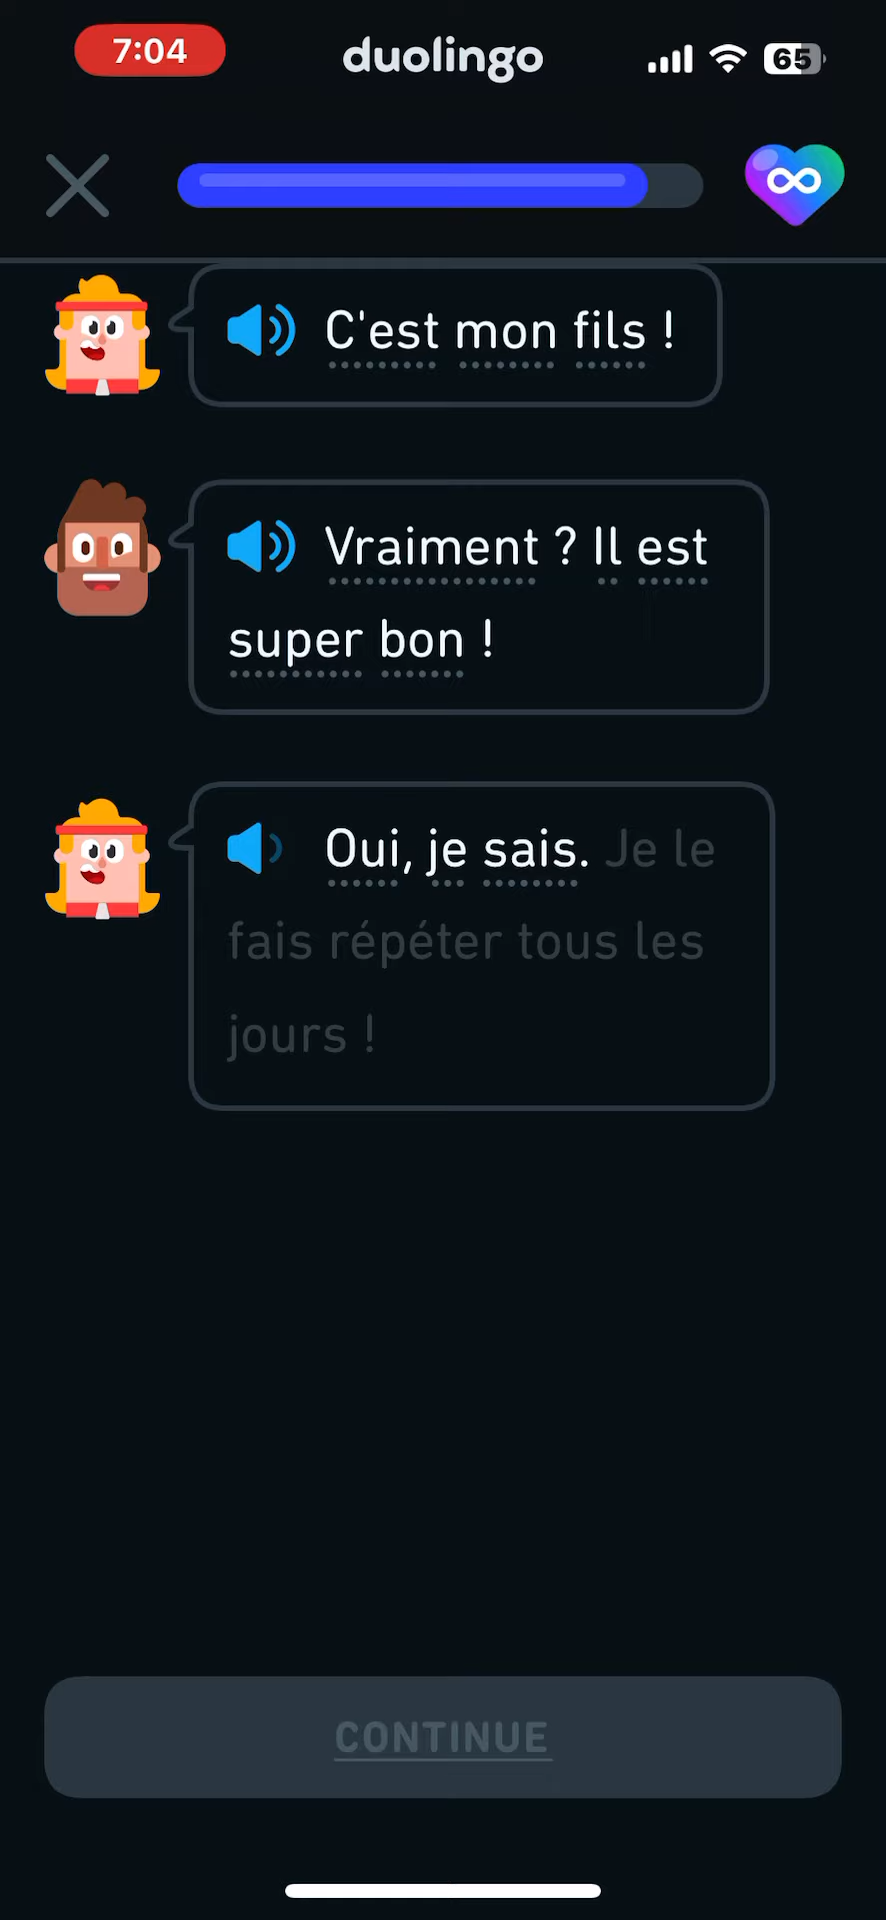 7:04
duolingo
65
C'est mon fils !
Vraiment ? Il est
super bon !
Oui, je sais. Je le
fais répéter tous les
jours !
CONTINUE